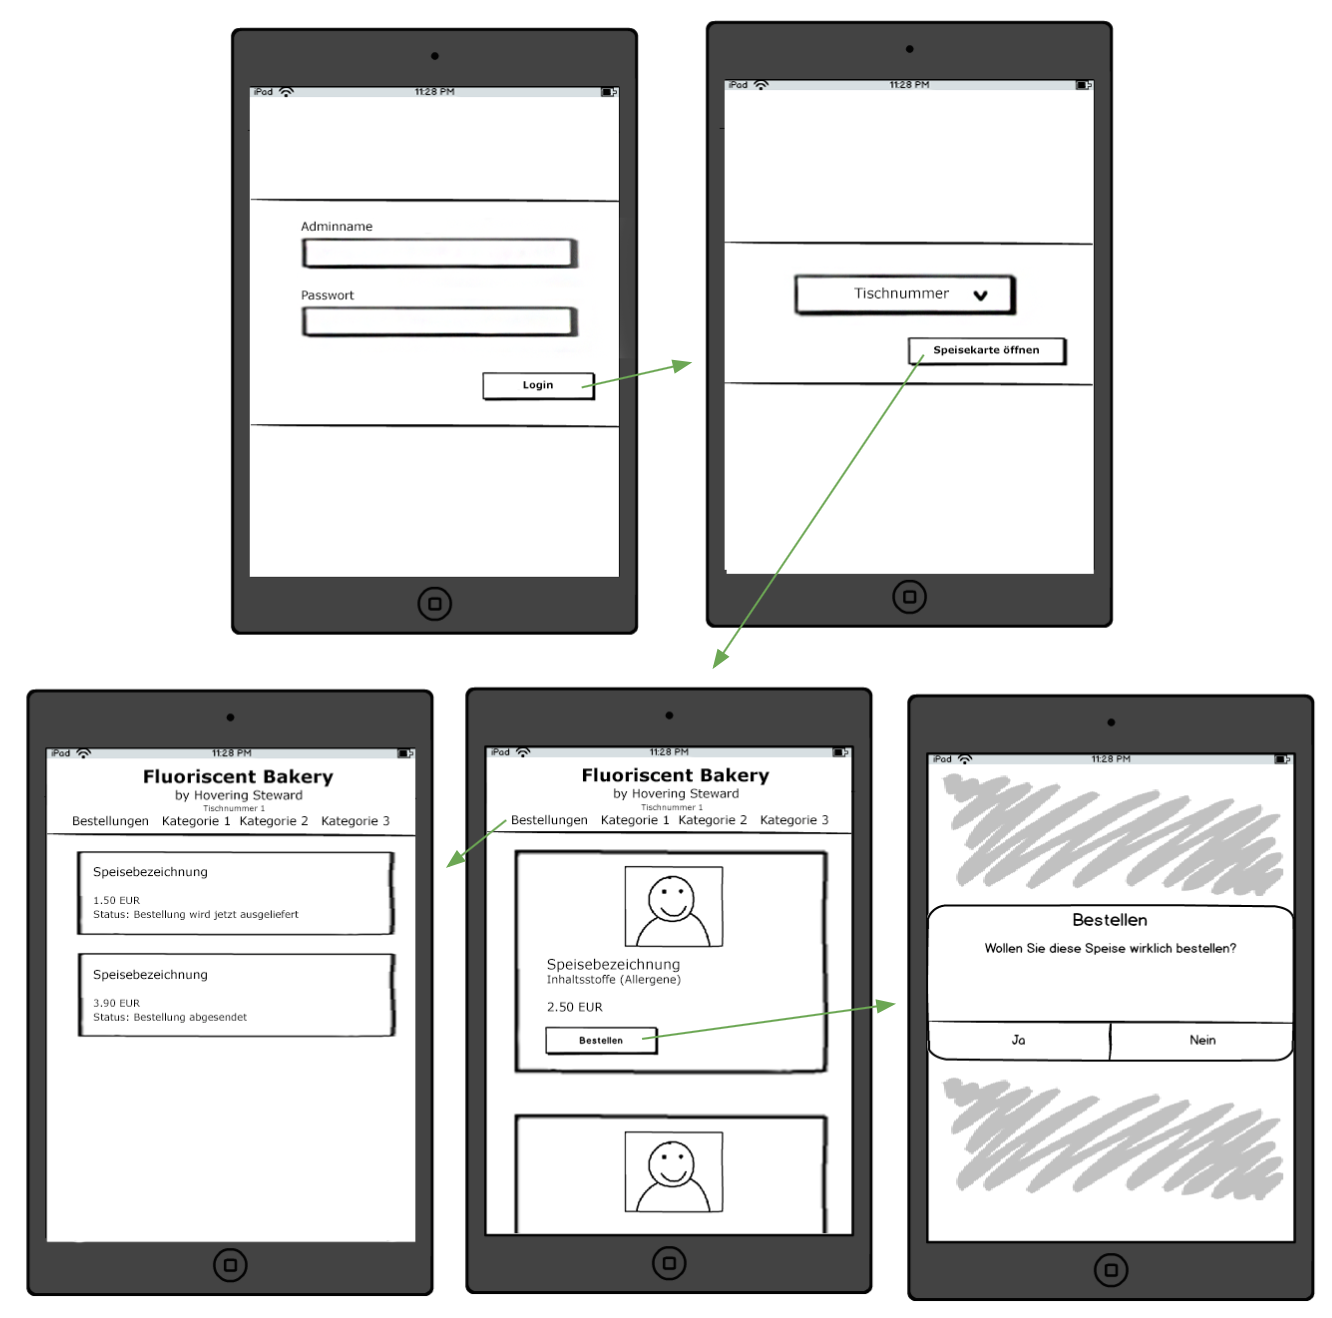 iPad 11:28 PM
Adminname
Passwort
Login
iPad 11:28 PM
Tischnummer
Speisekarte öffnen
iPad 11:28 PM
Fluoriscent Bakery
by Hovering Steward
Tischnummer 1
Bestellungen Kategorie 1 Kategorie 2 Kategorie 3
Speisebezeichnung
1.50 EUR
Status: Bestellung wird jetzt ausgeliefert
Speisebezeichnung
3.90 EUR
Status: Bestellung abgesendet
iPad 11:28 PM
Fluoriscent Bakery
by Hovering Steward
Tischnummer 1
Bestellungen Kategorie 1 Kategorie 2 Kategorie 3
Speisebezeichnung
Inhaltsstoffe (Allergene)
2.50 EUR
Bestellen
iPad 11:28 PM
Bestellen
Wollen Sie diese Speise wirklich bestellen?
Ja Nein